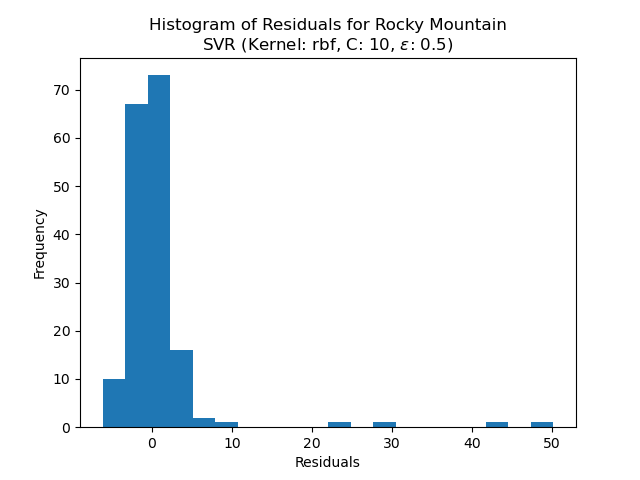 Histogram of Residuals for Rocky Mountain
SVR (Kernel: rbf, C: 10, ε: 0.5)
70
60
50
40
30
20
10
0
Frequency
0 10 20 30 40 50
Residuals